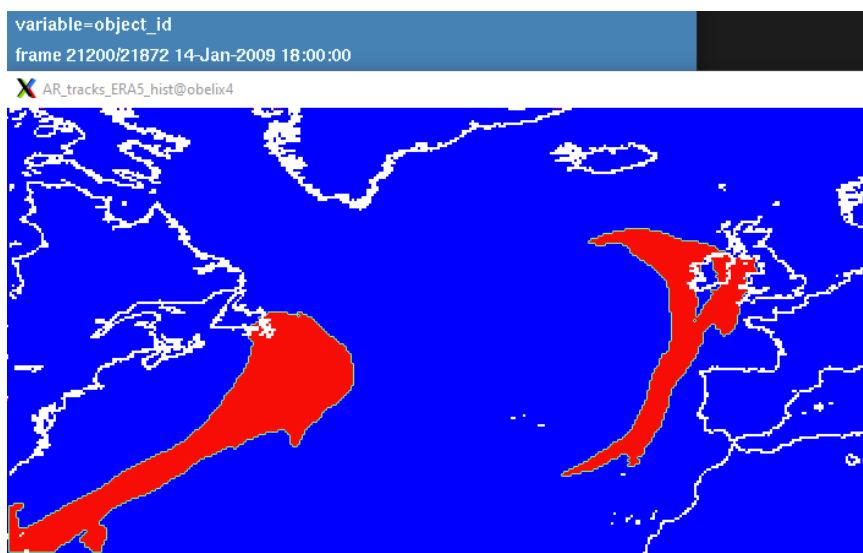 variable=object_id
frame 21200/21872 14-Jan-2009 18:00:00
AR_tracks_ERA5_hist@obelix4